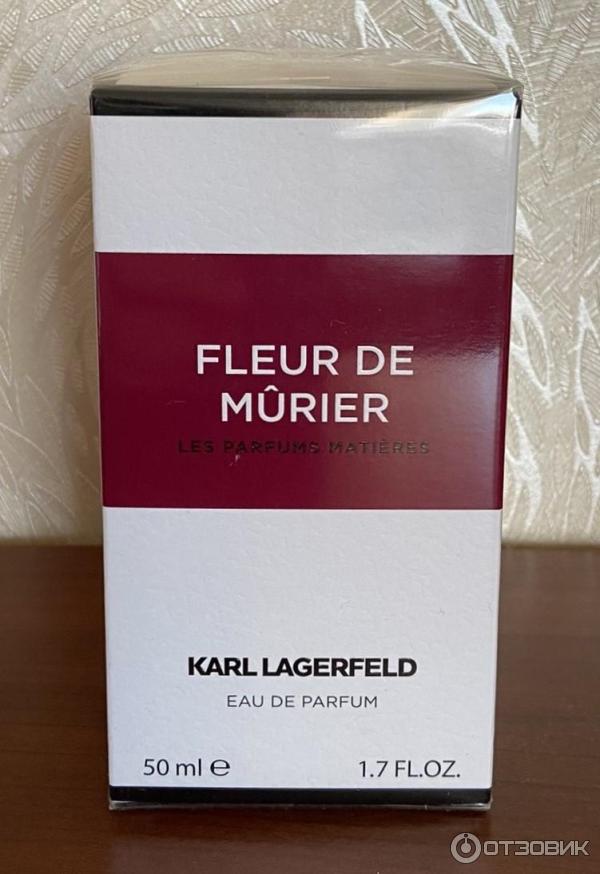 FLEUR DE
MÛRIER
LES PARFUMS MATIÈRES
KARL LAGERFELD
EAU DE PARFUM
50 ml ℮ 1.7 FL.OZ.
ОТЗОВИК